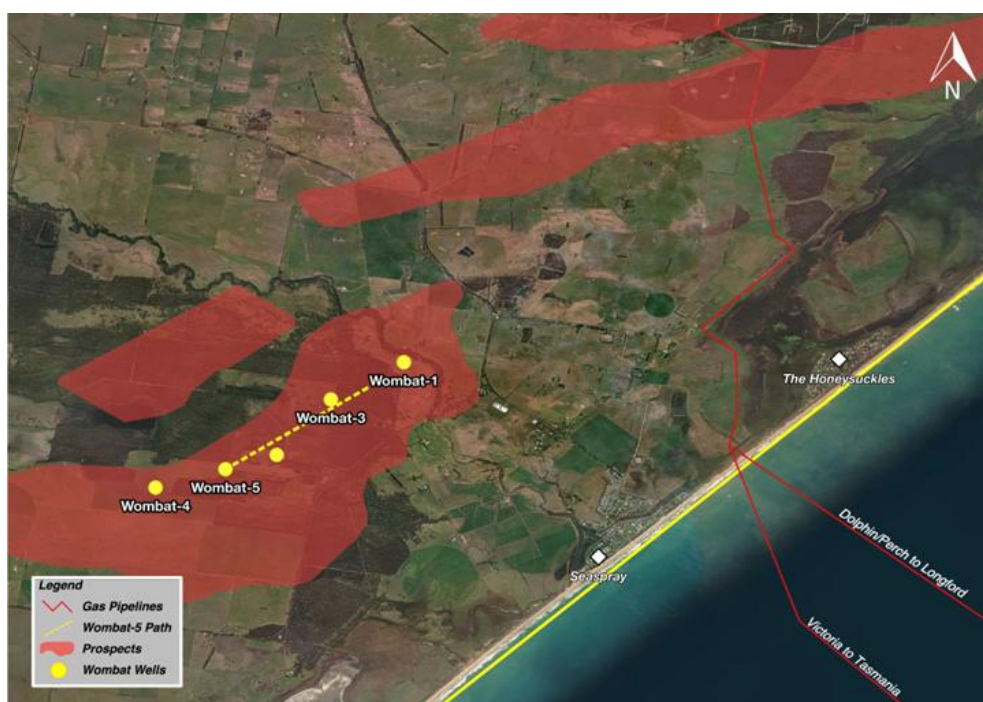 N
Wombat-1
Wombat-3
Wombat-5
Wombat-4
The Honeysuckles
Seaspray
Dolphin/Perch to Longford
Victoria to Tasmania
Legend
Gas Pipelines
Wombat-5 Path
Prospects
Wombat Wells